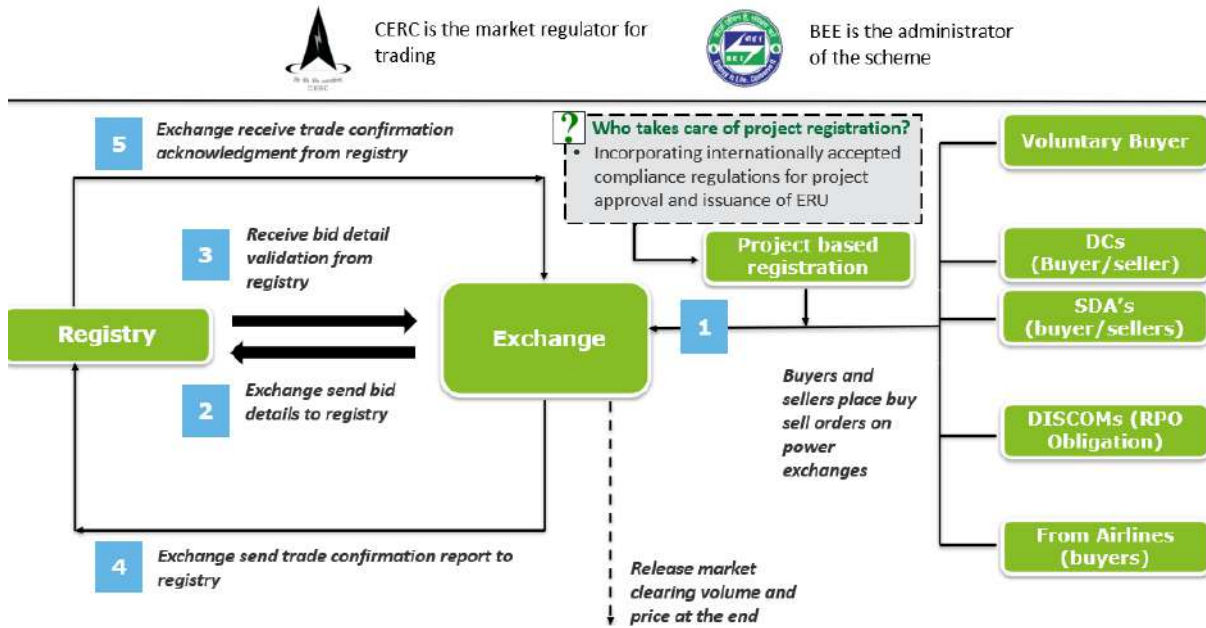 CERC is the market regulator for
trading
CERC
BEE is the administrator
of the scheme
BEE
5
Exchange receive trade confirmation
acknowledgment from registry
?
Who takes care of project registration?
• Incorporating internationally accepted
compliance regulations for project
approval and issuance of ERU
Voluntary Buyer
3
Receive bid detail
validation from
registry
Project based
registration
DCs
(Buyer/seller)
Registry
Exchange
1
SDA's
(buyer/sellers)
2
Exchange send bid
details to registry
Buyers and
sellers place buy
sell orders on
power
exchanges
DISCOMs (RPO
Obligation)
4
Exchange send trade confirmation report to
registry
From Airlines
(buyers)
Release market
clearing volume and
price at the end